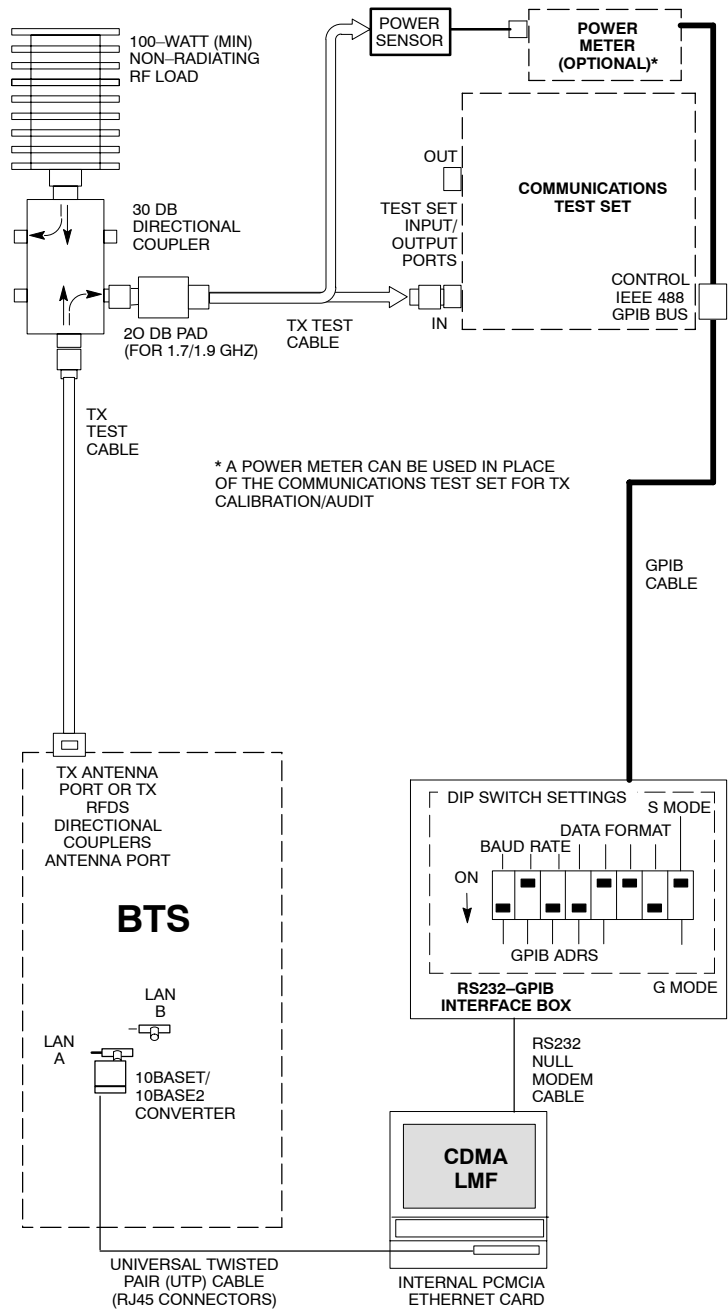 100–WATT (MIN)
NON–RADIATING
RF LOAD
POWER
SENSOR
POWER
METER
(OPTIONAL)*
OUT
COMMUNICATIONS
TEST SET
TEST SET
INPUT/
OUTPUT
PORTS
30 DB
DIRECTIONAL
COUPLER
CONTROL
IEEE 488
GPIB BUS
IN
20 DB PAD
(FOR 1.7/1.9 GHZ)
TX TEST
CABLE
TX
TEST
CABLE
* A POWER METER CAN BE USED IN PLACE
OF THE COMMUNICATIONS TEST SET FOR TX
CALIBRATION/AUDIT
GPIB
CABLE
TX ANTENNA
PORT OR TX
RFDS
DIRECTIONAL
COUPLERS
ANTENNA PORT
BTS
DIP SWITCH SETTINGS
S MODE
DATA FORMAT
BAUD RATE
ON
GPIB ADRS
G MODE
RS232–GPIB
INTERFACE BOX
LAN
B
LAN
A
10BASET/
10BASE2
CONVERTER
RS232
NULL
MODEM
CABLE
CDMA
LMF
UNIVERSAL TWISTED
PAIR (UTP) CABLE
(RJ45 CONNECTORS)
INTERNAL PCMCIA
ETHERNET CARD